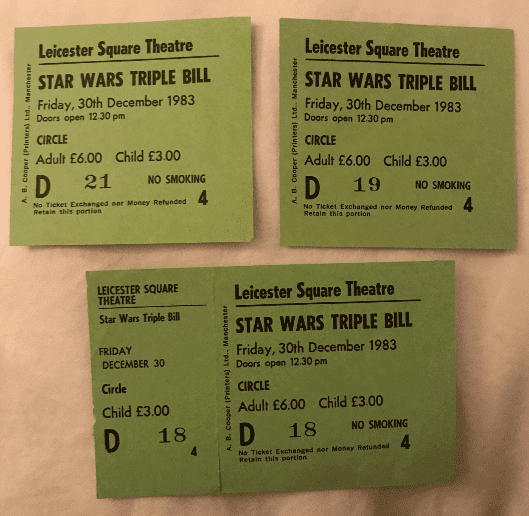 Leicester Square Theatre
STAR WARS TRIPLE BILL
Friday, 30th December 1983
Doors open 12.30 pm
CIRCLE
Adult £6.00 Child £3.00
D 21 NO SMOKING
No Ticket Exchanged nor Money Refunded 4
Retain this portion
A. B. Cooper (Printers) Ltd., Manchester
Leicester Square Theatre
STAR WARS TRIPLE BILL
Friday, 30th December 1983
Doors open 12.30 pm
CIRCLE
Adult £6.00 Child £3.00
D 19 NO SMOKING
No Ticket Exchanged nor Money Refunded 4
Retain this portion
A. B. Cooper (Printers) Ltd., Manchester
LEICESTER SQUARE
THEATRE
Star Wars Triple Bill
FRIDAY
DECEMBER 30
Circle
Child £3.00
D 18
4
Leicester Square Theatre
STAR WARS TRIPLE BILL
Friday, 30th December 1983
Doors open 12.30 pm
CIRCLE
Adult £6.00 Child £3.00
D 18 NO SMOKING
No Ticket Exchanged nor Money Refunded 4
Retain this portion
A. B. Cooper (Printers) Ltd., Manchester